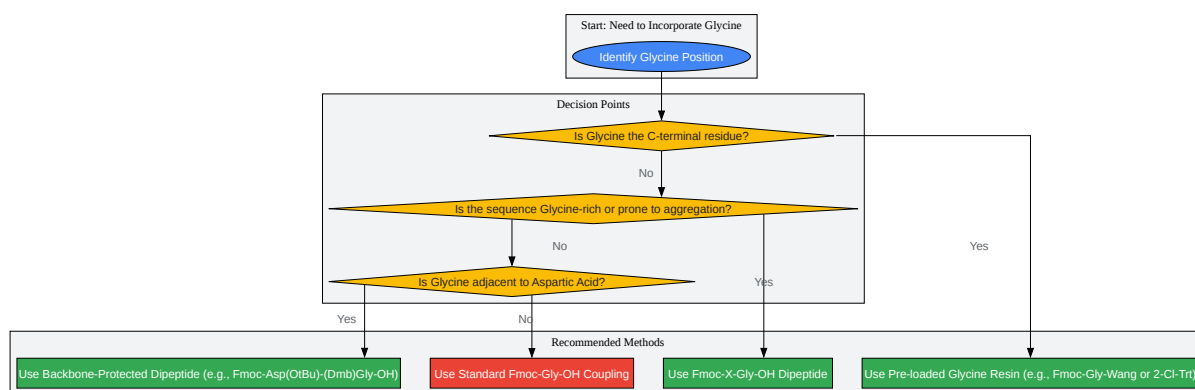 Start: Need to Incorporate Glycine
Identify Glycine Position
Decision Points
Is Glycine the C-terminal residue?
No
Is the sequence Glycine-rich or prone to aggregation?
No
Yes
Is Glycine adjacent to Aspartic Acid?
Yes
Yes
No
Recommended Methods
Use Backbone-Protected Dipeptide (e.g., Fmoc-Asp(OtBu)-(Dmb)Gly-OH)
Use Standard Fmoc-Gly-OH Coupling
Use Fmoc-X-Gly-OH Dipeptide
Use Pre-loaded Glycine Resin (e.g., Fmoc-Gly-Wang or 2-Cl-Trt)